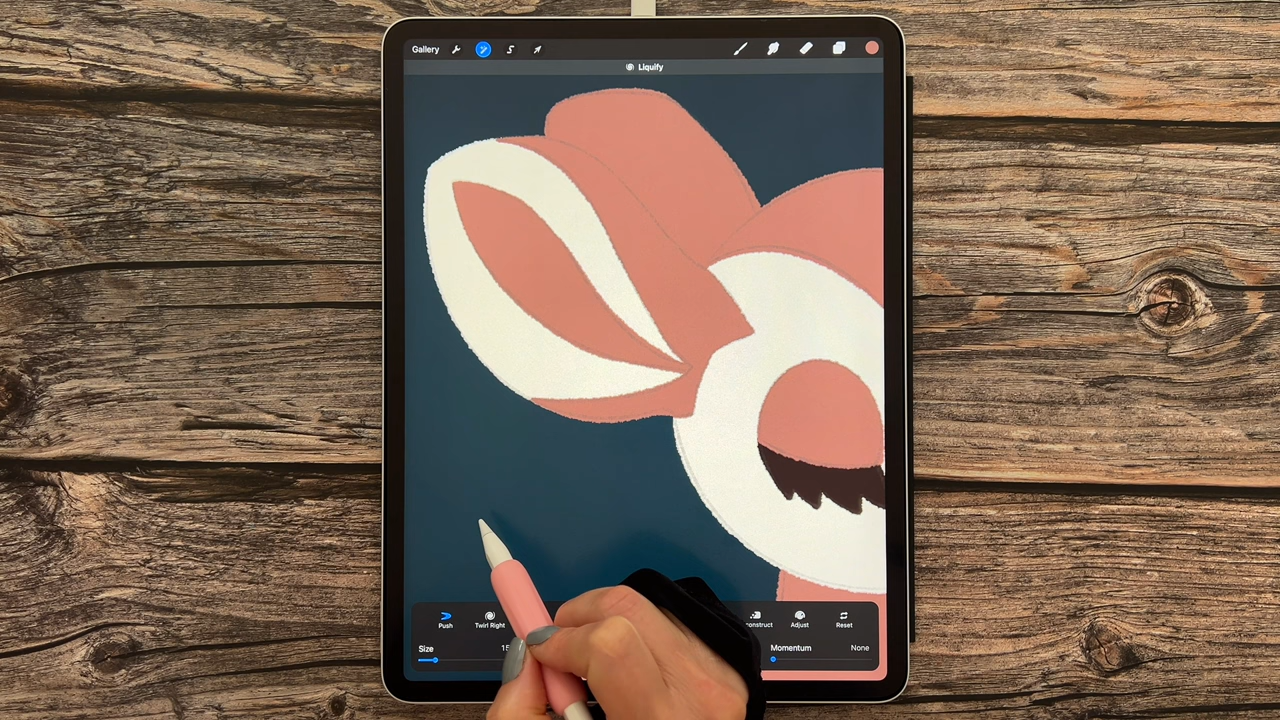 Gallery
Liquify
Push
Twirl Right
Adjust
Reset
Size
Momentum
None